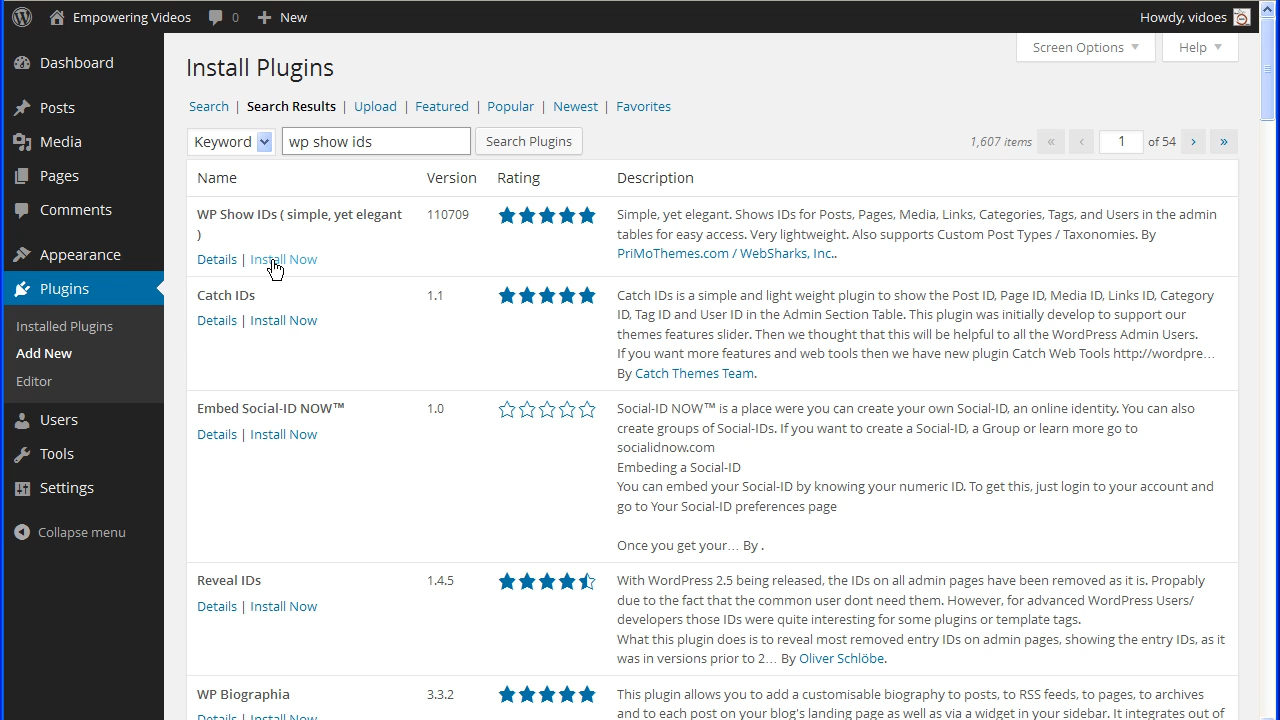 Empowering Videos 0 New Howdy, vidoes
Screen Options Help
Dashboard
Posts
Media
Pages
Comments
Appearance
Plugins
Installed Plugins
Add New
Editor
Users
Tools
Settings
Collapse menu
Install Plugins
Search | Search Results | Upload | Featured | Popular | Newest | Favorites
Keyword wp show ids Search Plugins 1,607 items « ‹ 1 of 54 › »
Name Version Rating Description
WP Show IDs ( simple, yet elegant
)
Details | Install Now
110709
Simple, yet elegant. Shows IDs for Posts, Pages, Media, Links, Categories, Tags, and Users in the admin
tables for easy access. Very lightweight. Also supports Custom Post Types / Taxonomies. By
PriMoThemes.com / WebSharks, Inc..
Catch IDs
Details | Install Now
1.1
Catch IDs is a simple and light weight plugin to show the Post ID, Page ID, Media ID, Links ID, Category
ID, Tag ID and User ID in the Admin Section Table. This plugin was initially develop to support our
themes features slider. Then we thought that this will be helpful to all the WordPress Admin Users.
If you want more features and web tools then we have new plugin Catch Web Tools http://wordpre…
By Catch Themes Team.
Embed Social-ID NOW™
Details | Install Now
1.0
Social-ID NOW™ is a place were you can create your own Social-ID, an online identity. You can also
create groups of Social-IDs. If you want to create a Social-ID, a Group or learn more go to
socialidnow.com
Embeding a Social-ID
You can embed your Social-ID by knowing your numeric ID. To get this, just login to your account and
go to Your Social-ID preferences page
Once you get your… By .
Reveal IDs
Details | Install Now
1.4.5
With WordPress 2.5 being released, the IDs on all admin pages have been removed as it is. Propably
due to the fact that the common user dont need them. However, for advanced WordPress Users/
developers those IDs were quite interesting for some plugins or template tags.
What this plugin does is to reveal most removed entry IDs on admin pages, showing the entry IDs, as it
was in versions prior to 2… By Oliver Schlöbe.
WP Biographia
Details | Install Now
3.3.2
This plugin allows you to add a customisable biography to posts, to RSS feeds, to pages, to archives
and to each post on your blog's landing page as well as via a widget in your sidebar. It integrates out of